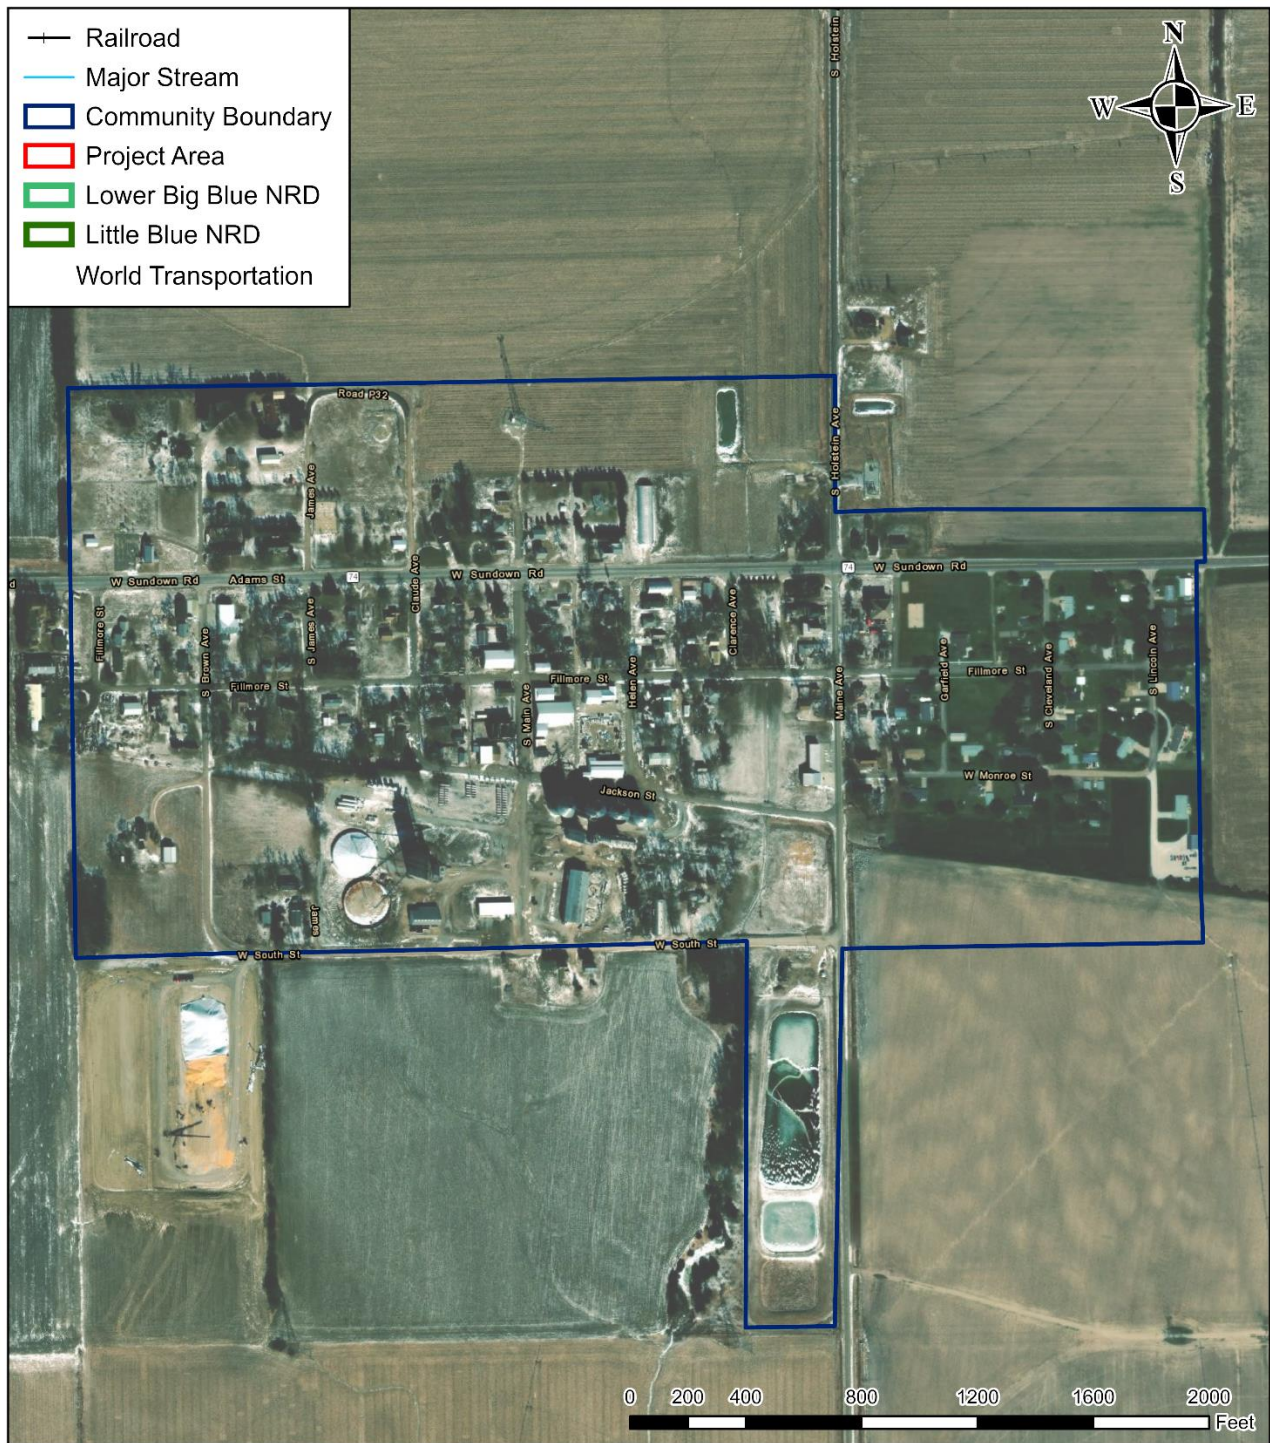 Railroad
Major Stream
Community Boundary
Project Area
Lower Big Blue NRD
Little Blue NRD
World Transportation
N
W E
S
S Holstein
Road P32
S Holstein Ave
James Ave
W Sundown Rd
Adams St
74
W Sundown Rd
74
W Sundown Rd
d
Claude Ave
Fillmore St
S Brown Ave
S James Ave
Clarence Ave
Fillmore St
S Main Ave
Fillmore St
Helen Ave
Maine Ave
Garfield Ave
Fillmore St
S Cleveland Ave
S Lincoln Ave
W Monroe St
Jackson St
James
W South St
W South St
0 200 400 800 1200 1600 2000
Feet